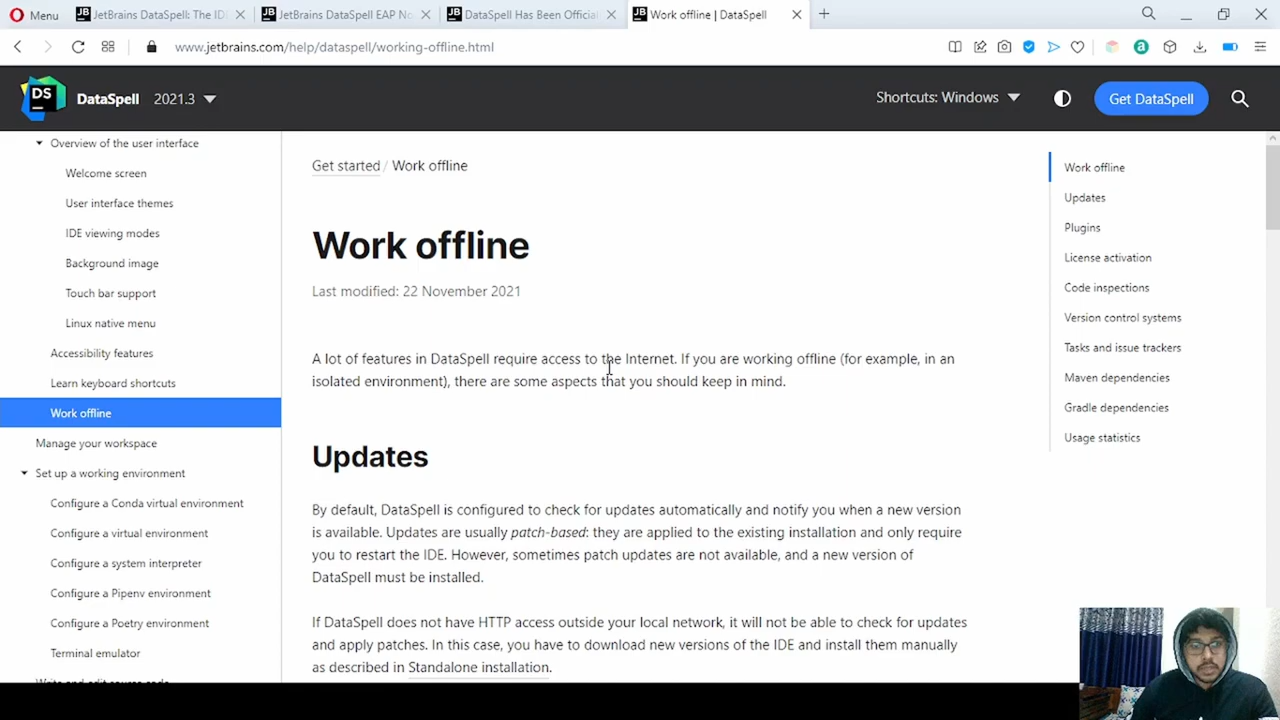 Menu
JB
JetBrains DataSpell: The IDE
JB
JetBrains DataSpell EAP No
JB
DataSpell Has Been Official
JB
Work offline | DataSpell
www.jetbrains.com/help/dataspell/working-offline.html
a
DS
DataSpell
2021.3
Shortcuts: Windows
Get DataSpell
Overview of the user interface
Welcome screen
User interface themes
IDE viewing modes
Background image
Touch bar support
Linux native menu
Accessibility features
Learn keyboard shortcuts
Work offline
Manage your workspace
Set up a working environment
Configure a Conda virtual environment
Configure a virtual environment
Configure a system interpreter
Configure a Pipenv environment
Configure a Poetry environment
Terminal emulator
Write and edit source code
Get started / Work offline
Work offline
Last modified: 22 November 2021
A lot of features in DataSpell require access to the Internet. If you are working offline (for example, in an
isolated environment), there are some aspects that you should keep in mind.
Updates
By default, DataSpell is configured to check for updates automatically and notify you when a new version
is available. Updates are usually patch-based: they are applied to the existing installation and only require
you to restart the IDE. However, sometimes patch updates are not available, and a new version of
DataSpell must be installed.
If DataSpell does not have HTTP access outside your local network, it will not be able to check for updates
and apply patches. In this case, you have to download new versions of the IDE and install them manually
as described in Standalone installation.
Work offline
Updates
Plugins
License activation
Code inspections
Version control systems
Tasks and issue trackers
Maven dependencies
Gradle dependencies
Usage statistics